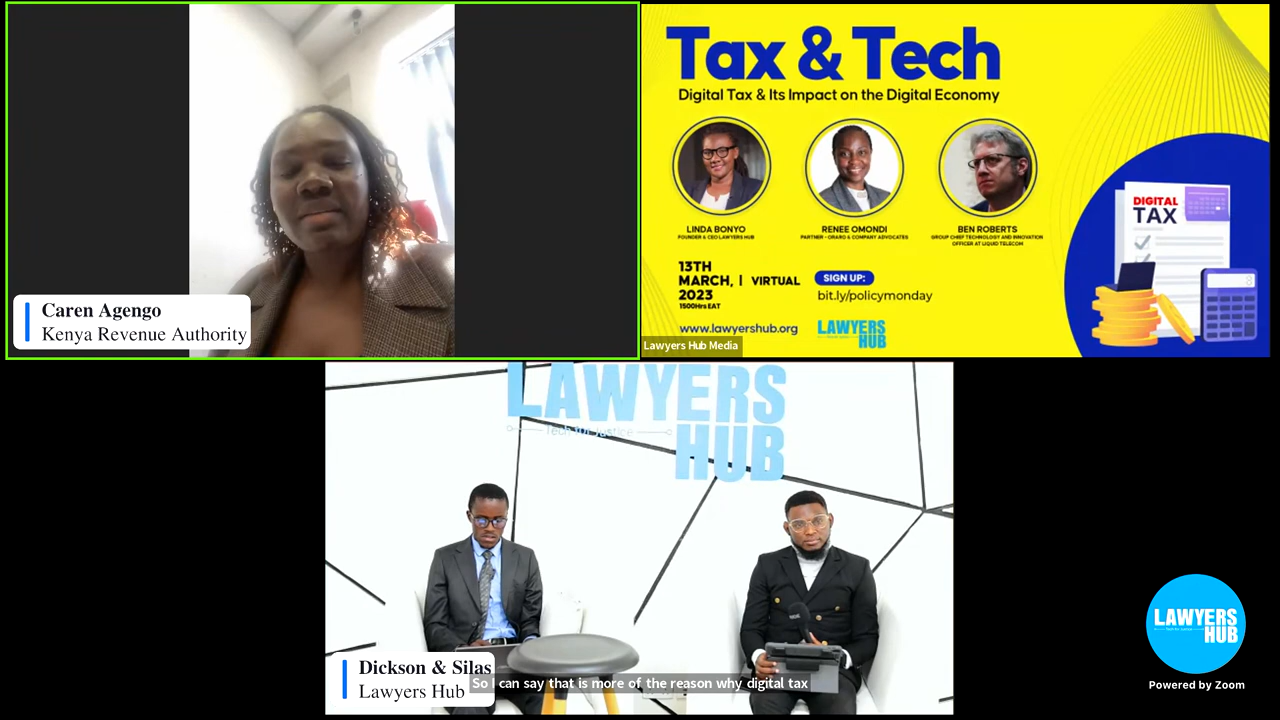 Caren Agengo
Kenya Revenue Authority
Tax & Tech
Digital Tax & Its Impact on the Digital Economy
LINDA BONYO
FOUNDER & CEO LAWYERS HUB
RENEE OMONDI
PARTNER - ORARO & COMPANY ADVOCATES
BEN ROBERTS
GROUP CHIEF TECHNOLOGY AND INNOVATION
OFFICER AT LIQUID TELECOM
13TH
MARCH, | VIRTUAL
2023
1500Hrs EAT
SIGN UP:
bit.ly/policymonday
www.lawyershub.org
LAWYERS
HUB
DIGITAL
TAX
Lawyers Hub Media
LAWYERS
Tech for Justice
HUB
Dickson & Silas
Lawyers Hub
So I can say that is more of the reason why digital tax
LAWYERS
HUB
Powered by Zoom